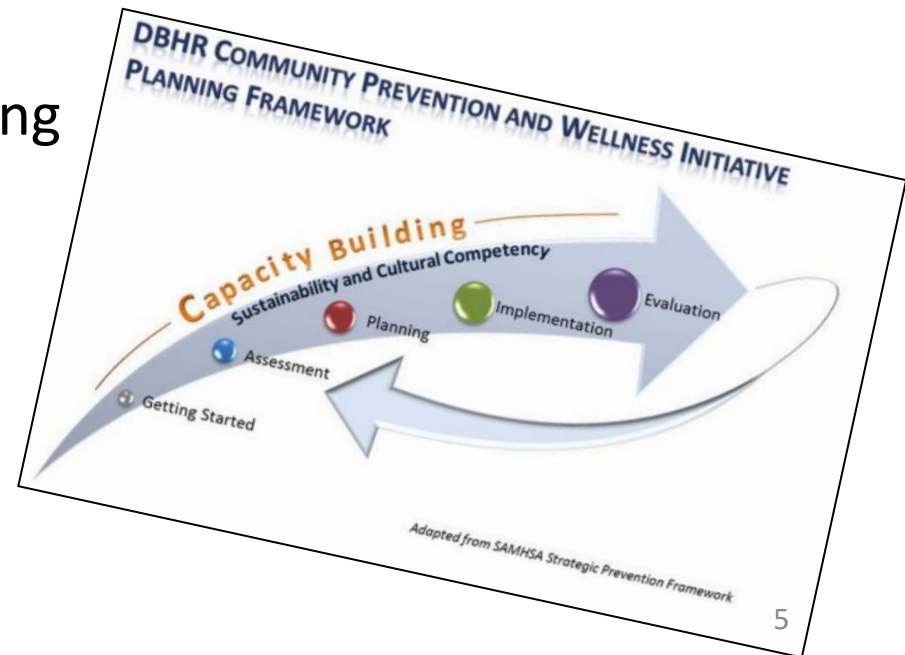 ng
DBHR COMMUNITY PREVENTION AND WELLNESS INITIATIVE
PLANNING FRAMEWORK
Capacity Building
Sustainability and Cultural Competency
Evaluation
Implementation
Planning
Assessment
Getting Started
Adapted from SAMHSA Strategic Prevention Framework
5